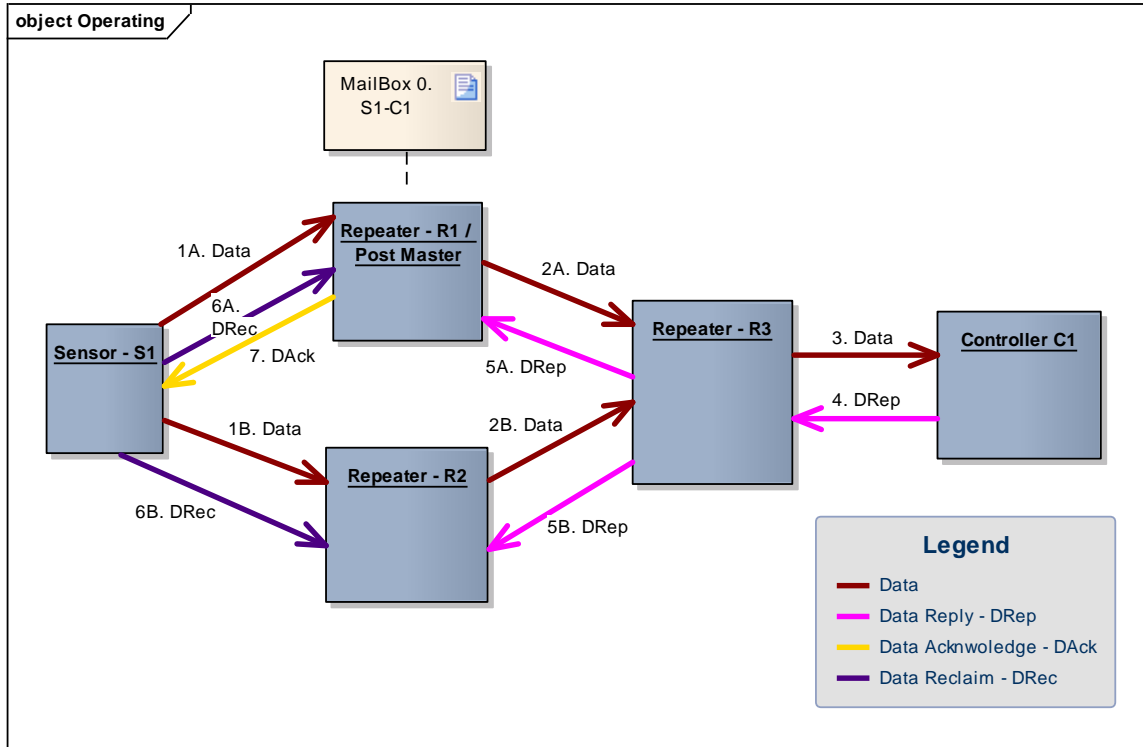 object Operating
MailBox 0.
S1-C1
Repeater - R1 /
Post Master
1A. Data
2A. Data
6A.
DRec
Repeater - R3
Controller C1
Sensor - S1
7. DAck
3. Data
5A. DRep
4. DRep
1B. Data
2B. Data
Repeater - R2
6B. DRec
5B. DRep
Legend
Data
Data Reply - DRep
Data Acknwoledge - DAck
Data Reclaim - DRec